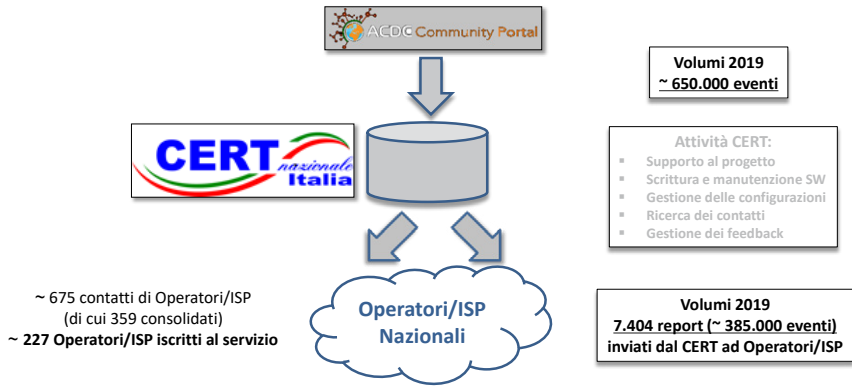 ACDC Community Portal
Volumi 2019
~ 650.000 eventi
CERT
nazionale
Italia
Attività CERT:
▪ Supporto al progetto
▪ Scrittura e manutenzione SW
▪ Gestione delle configurazioni
▪ Ricerca dei contatti
▪ Gestione dei feedback
~ 675 contatti di Operatori/ISP
(di cui 359 consolidati)
~ 227 Operatori/ISP iscritti al servizio
Operatori/ISP
Nazionali
Volumi 2019
7.404 report (~ 385.000 eventi)
inviati dal CERT ad Operatori/ISP